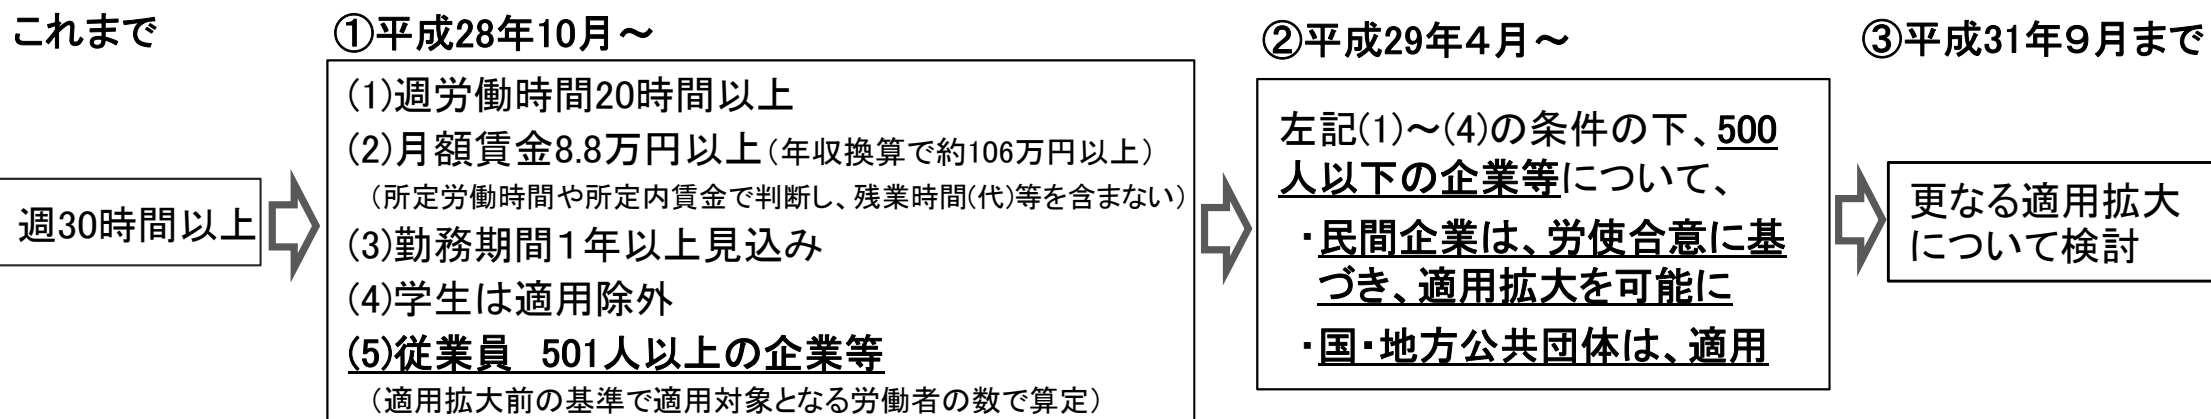 これまで
週30時間以上
①平成28年10月～
(1)週労働時間20時間以上
(2)月額賃金8.8万円以上（年収換算で約106万円以上）
（所定労働時間や所定内賃金で判断し、残業時間(代)等を含まない）
(3)勤務期間１年以上見込み
(4)学生は適用除外
(5)従業員　501人以上の企業等
（適用拡大前の基準で適用対象となる労働者の数で算定）
②平成29年４月～
左記(1)～(4)の条件の下、500
人以下の企業等について、
・民間企業は、労使合意に基
づき、適用拡大を可能に
・国・地方公共団体は、適用
③平成31年９月まで
更なる適用拡大
について検討